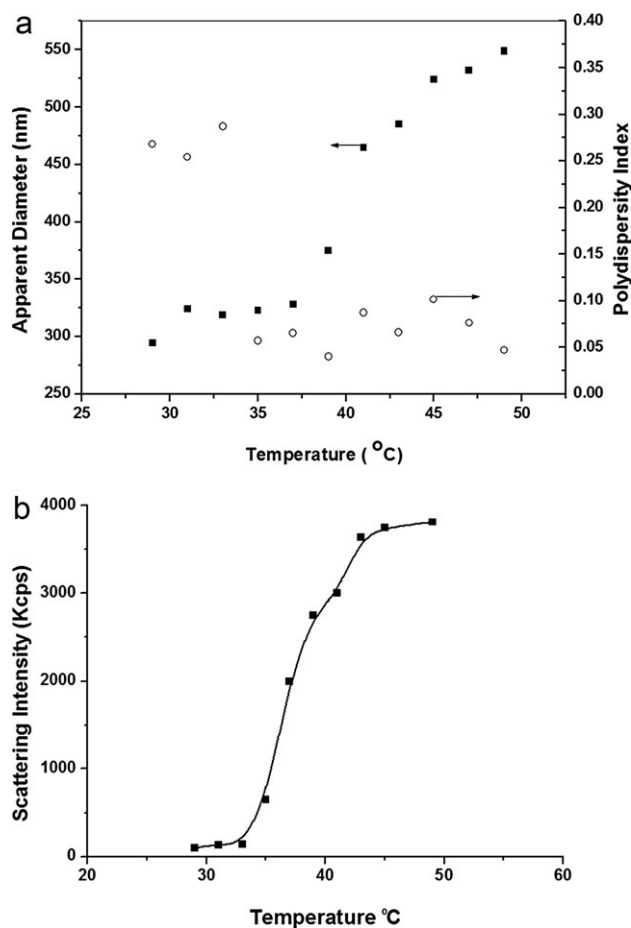 a
550
500
450
400
350
300
250
Apparent Diameter (nm)
0.40
0.35
0.30
0.25
0.20
0.15
0.10
0.05
0.00
Polydispersity Index
25 30 35 40 45 50
Temperature ( °C)
b
4000
3000
2000
1000
0
Scattering Intensity (Kcps)
20 30 40 50 60
Temperature °C